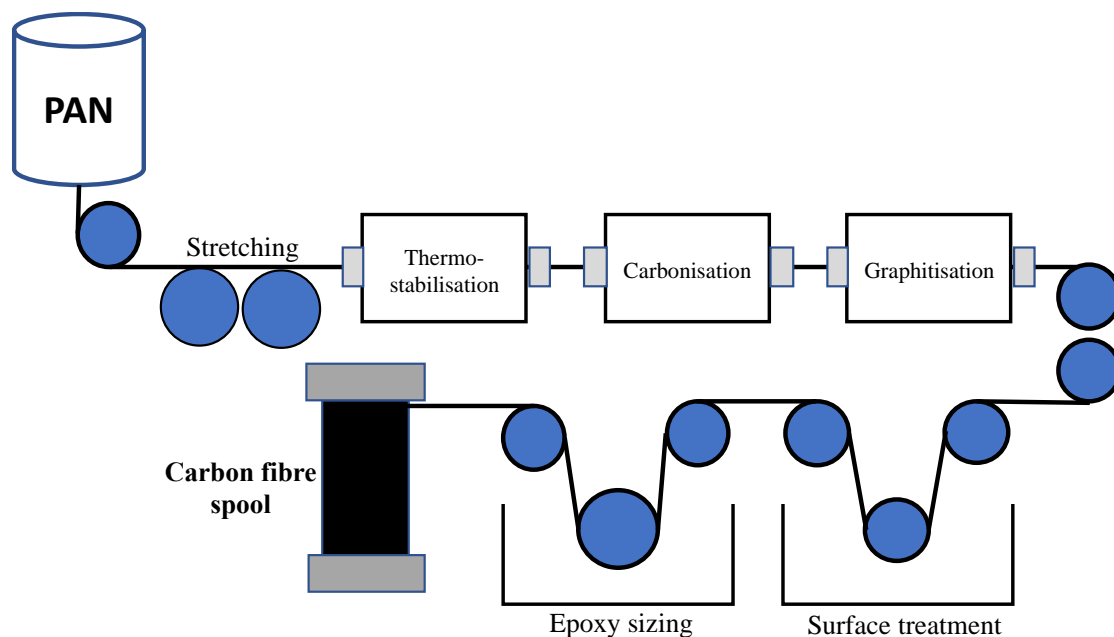 PAN
Stretching
Thermo-
stabilisation
Carbonisation
Graphitisation
Carbon fibre
spool
Epoxy sizing
Surface treatment